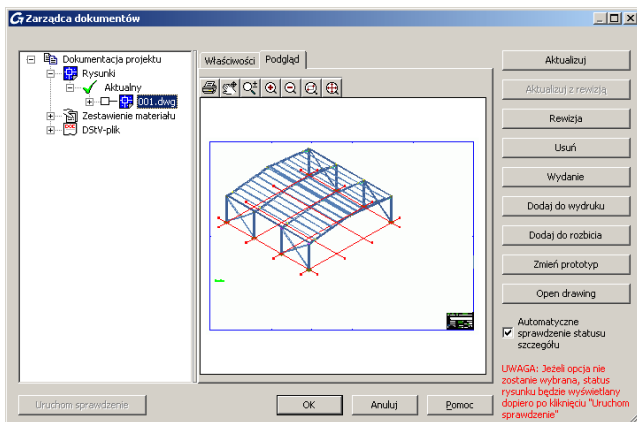 Zarządca dokumentów
Dokumentacja projektu
Rysunki
Aktualny
001.dwg
Zestawienie materiału
DStV-plik
Właściwości
Podgląd
Aktualizuj
Aktualizuj z rewizją
Rewizja
Usuń
Wydanie
Dodaj do wydruku
Dodaj do rozbicia
Zmień prototyp
Open drawing
Automatyczne
sprawdzenie statusu
szczegółu
UWAGA: Jeżeli opcja nie
zostanie wybrana, status
rysunku będzie wyświetlany
dopiero po kliknięciu "Uruchom
sprawdzenie"
Uruchom sprawdzenie
OK
Anuluj
Pomoc